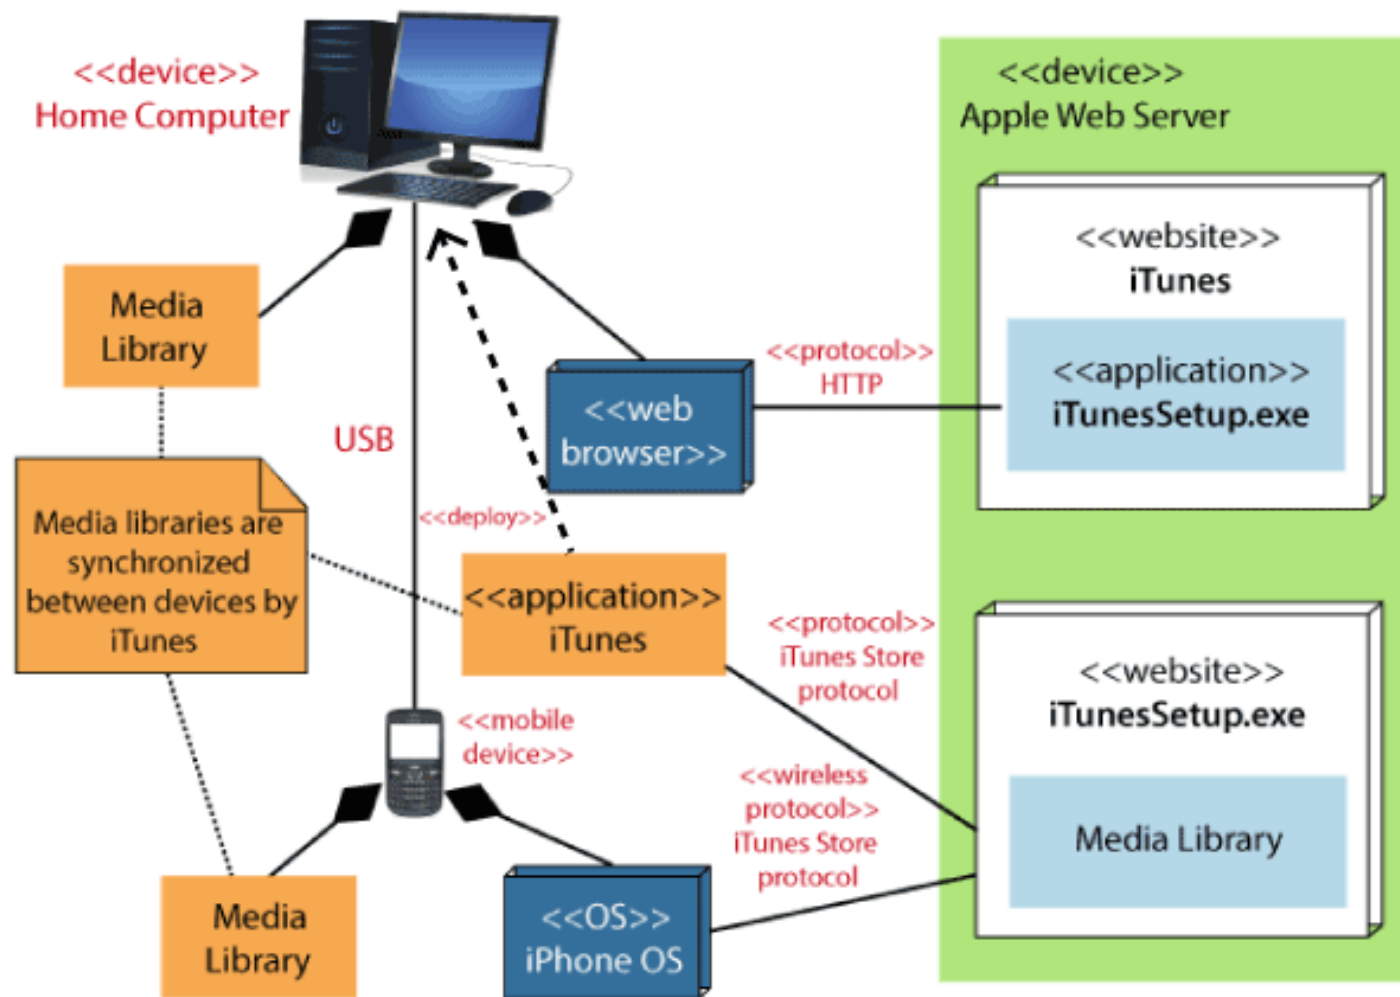 <<device>>
Home Computer
<<device>>
Apple Web Server
<<website>>
iTunes
<<application>>
iTunesSetup.exe
Media
Library
<<protocol>>
HTTP
<<web
browser>>
USB
<<deploy>>
Media libraries are
synchronized
between devices by
iTunes
<<application>>
iTunes
<<protocol>>
iTunes Store
protocol
<<website>>
iTunesSetup.exe
Media Library
<<mobile
device>>
<<wireless
protocol>>
iTunes Store
protocol
Media
Library
<<OS>>
iPhone OS